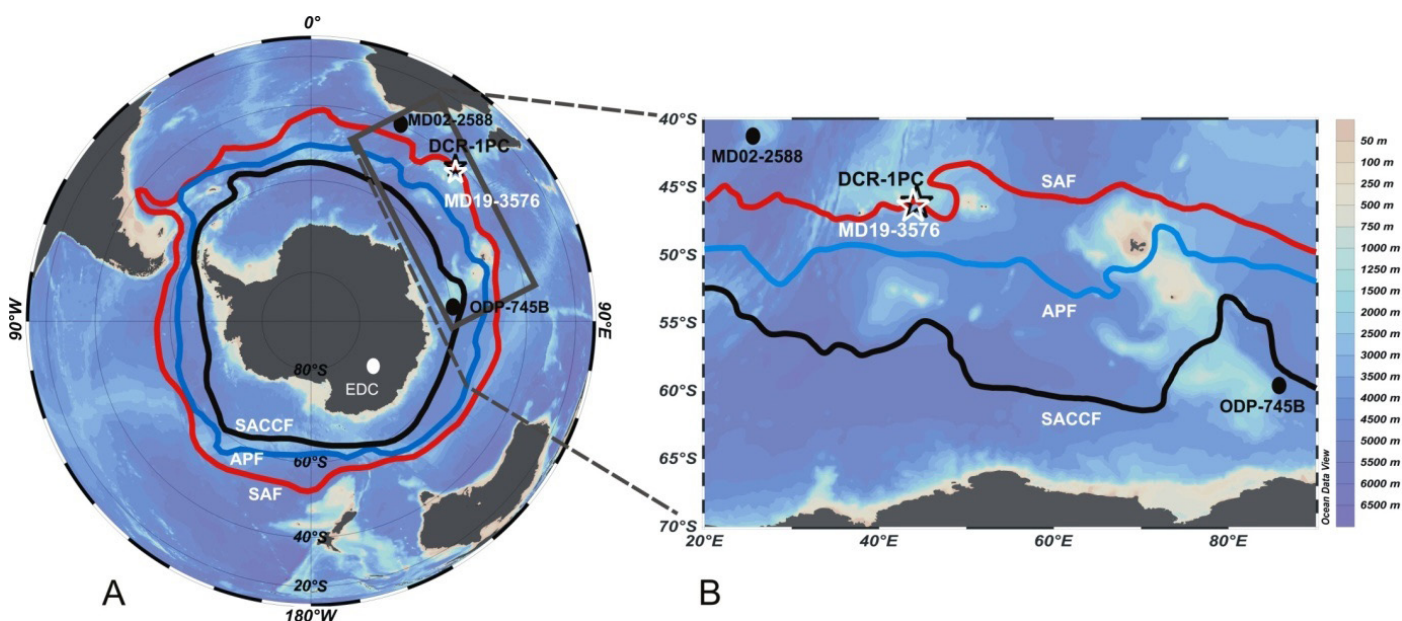 0°
MD02-2588
DCR-1PC
MD19-3576
90°W
90°E
ODP-745B
80°S
EDC
SACCF
APF
60°S
SAF
40°S
20°S
180°W
A
40°S
45°S
50°S
55°S
60°S
65°S
70°S
20°E
40°E
60°E
80°E
MD02-2588
DCR-1PC
SAF
MD19-3576
APF
SACCF
ODP-745B
B
Ocean Data View
50 m
100 m
250 m
500 m
750 m
1000 m
1250 m
1500 m
2000 m
2500 m
3000 m
3500 m
4000 m
4500 m
5000 m
5500 m
6000 m
6500 m